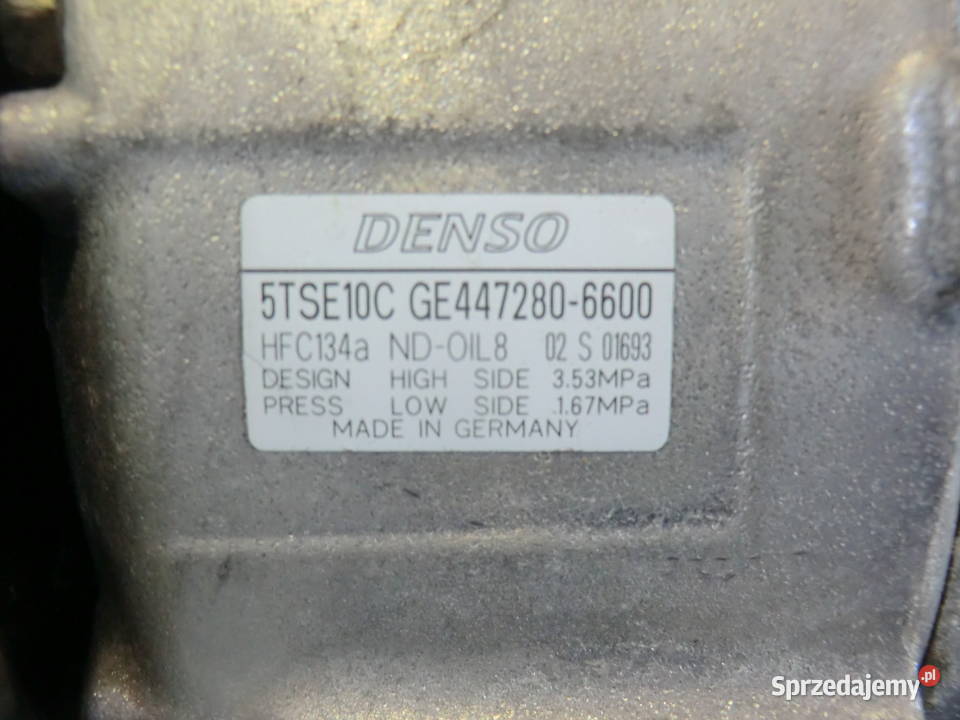 DENSO
5TSE10C GE447280-6600
HFC134a ND-OIL8 02 S 01693
DESIGN HIGH SIDE 3.53MPa
PRESS LOW SIDE 1.67MPa
MADE IN GERMANY
Sprzedajemy.pl